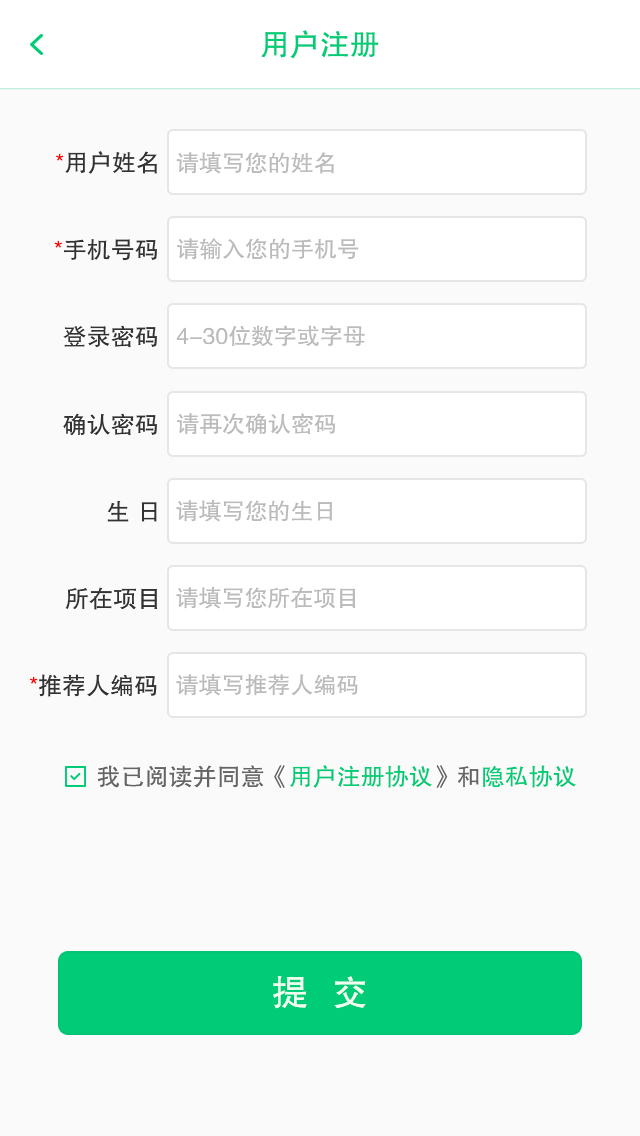 用户注册
*用户姓名 请填写您的姓名
*手机号码 请输入您的手机号
登录密码 4-30位数字或字母
确认密码 请再次确认密码
生 日 请填写您的生日
所在项目 请填写您所在项目
*推荐人编码 请填写推荐人编码
我已阅读并同意《用户注册协议》和隐私协议
提 交